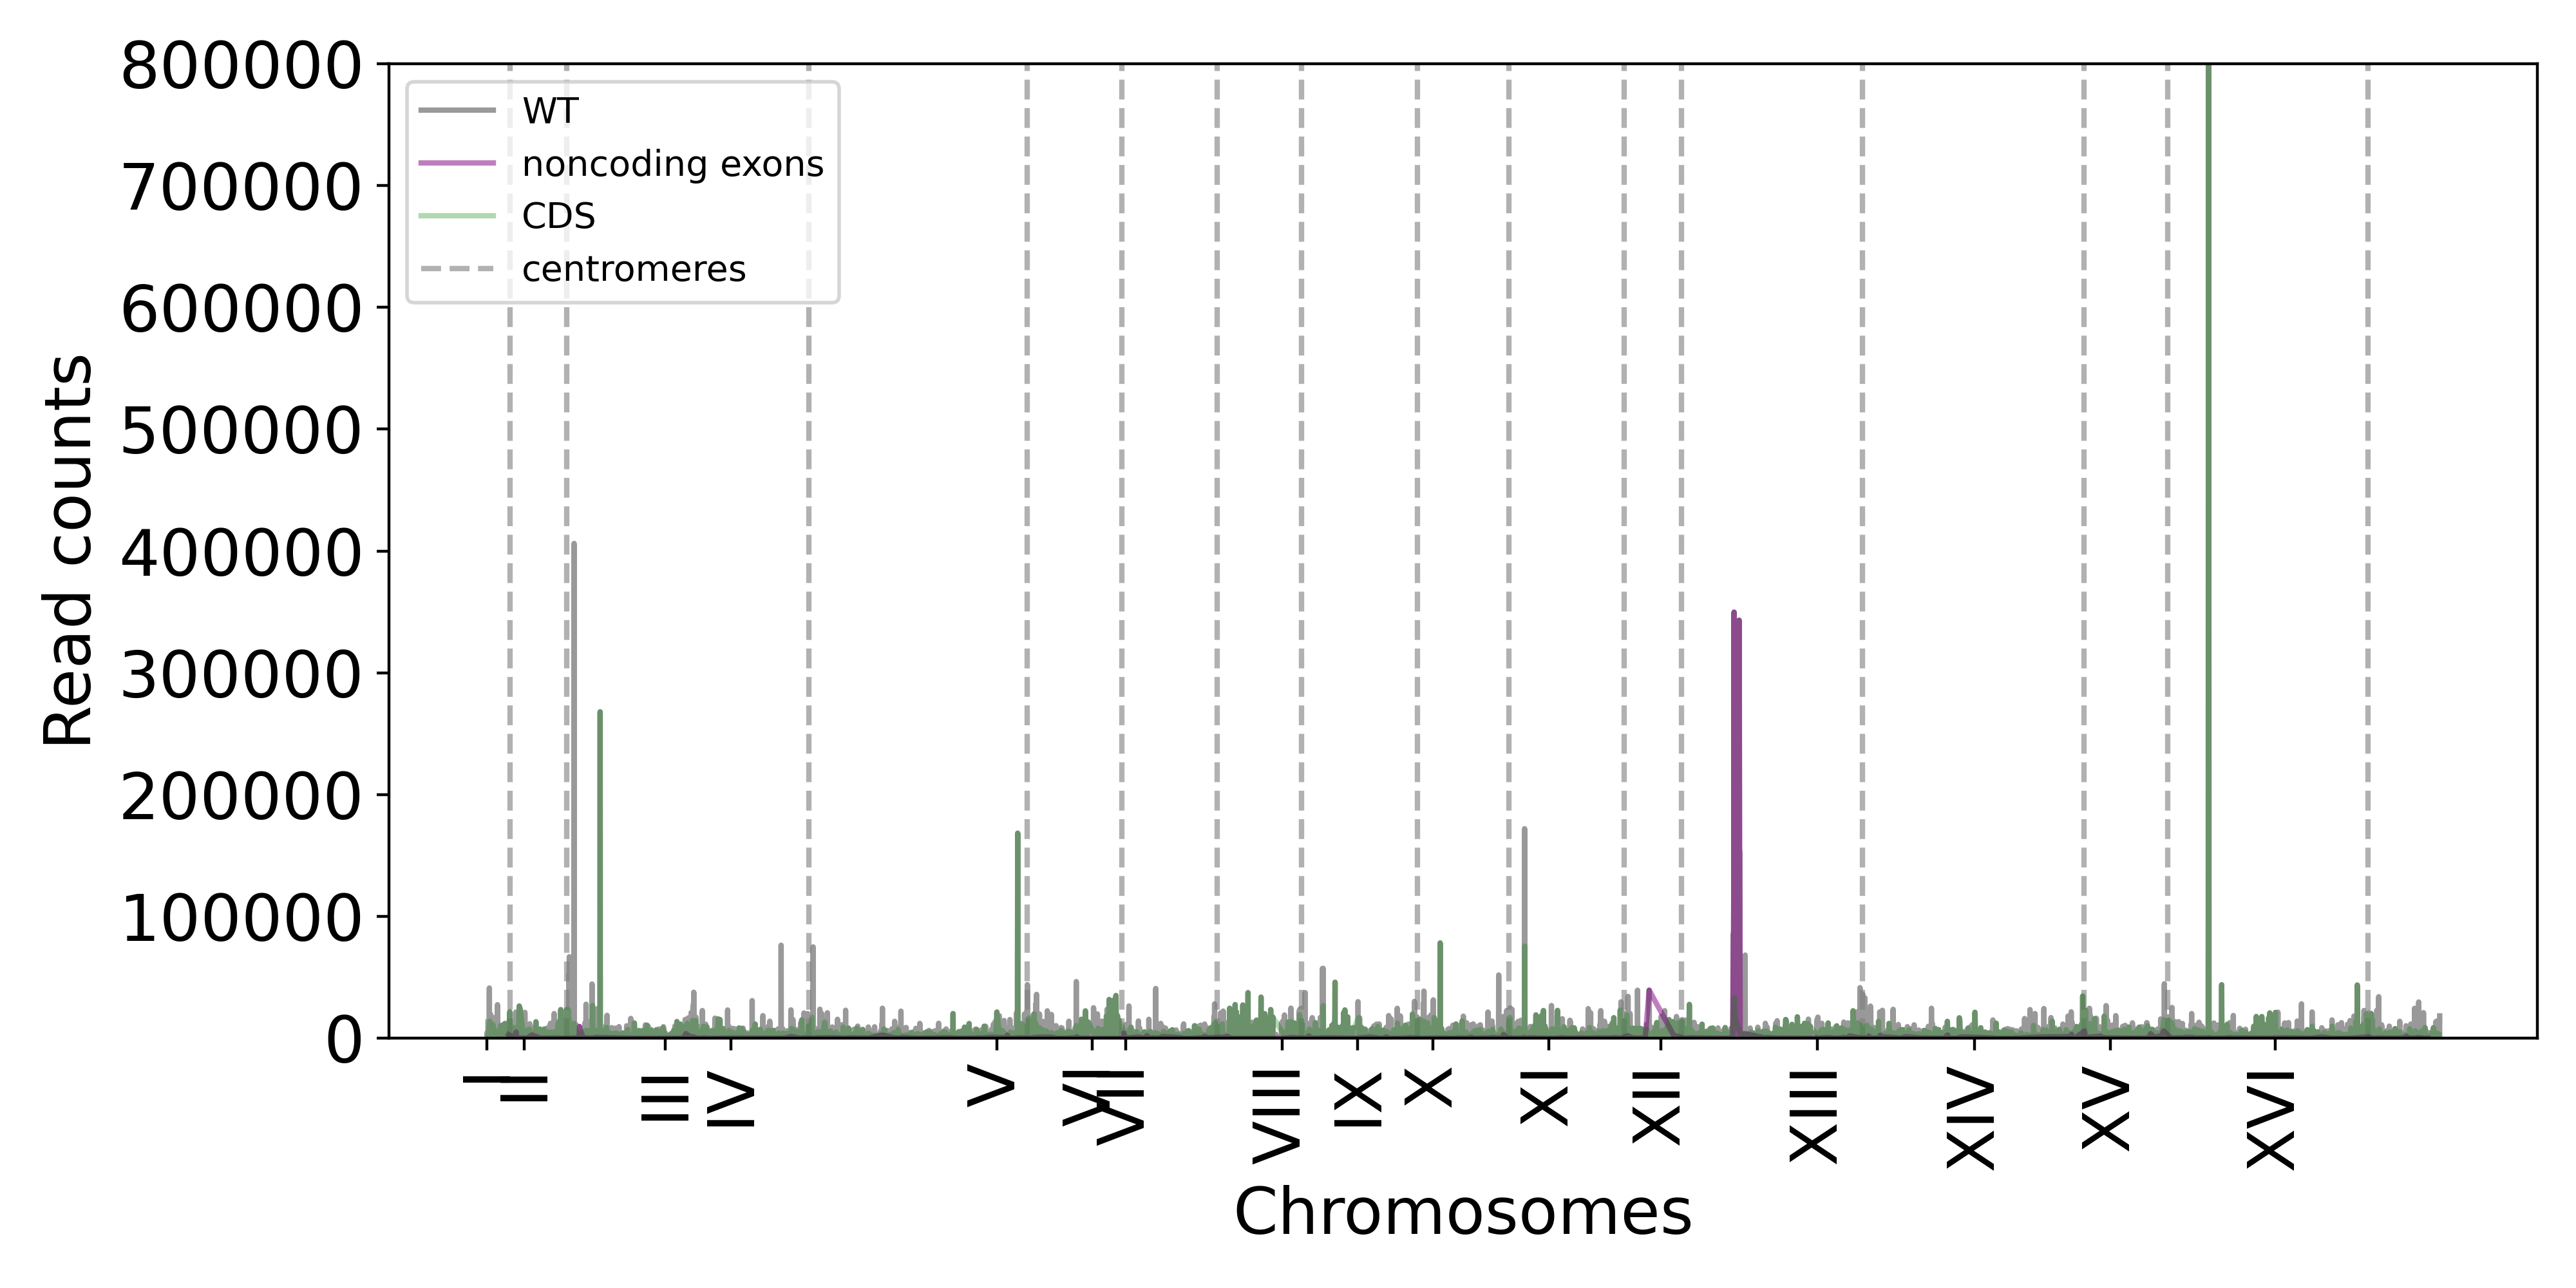 800000
700000
600000
500000
400000
300000
200000
100000
0
Read counts
WT
noncoding exons
CDS
centromeres
I
II
III
IV
V
VI
VII
VIII
IX
X
XI
XII
XIII
XIV
XV
XVI
Chromosomes